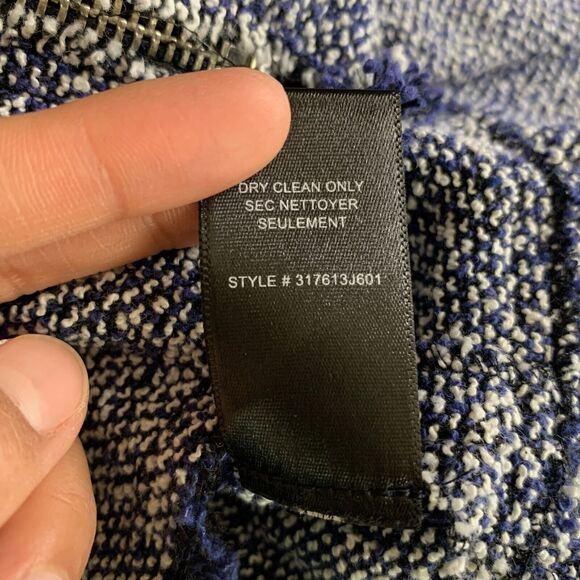 DRY CLEAN ONLY
SEC NETTOYER
SEULEMENT
STYLE # 317613J601